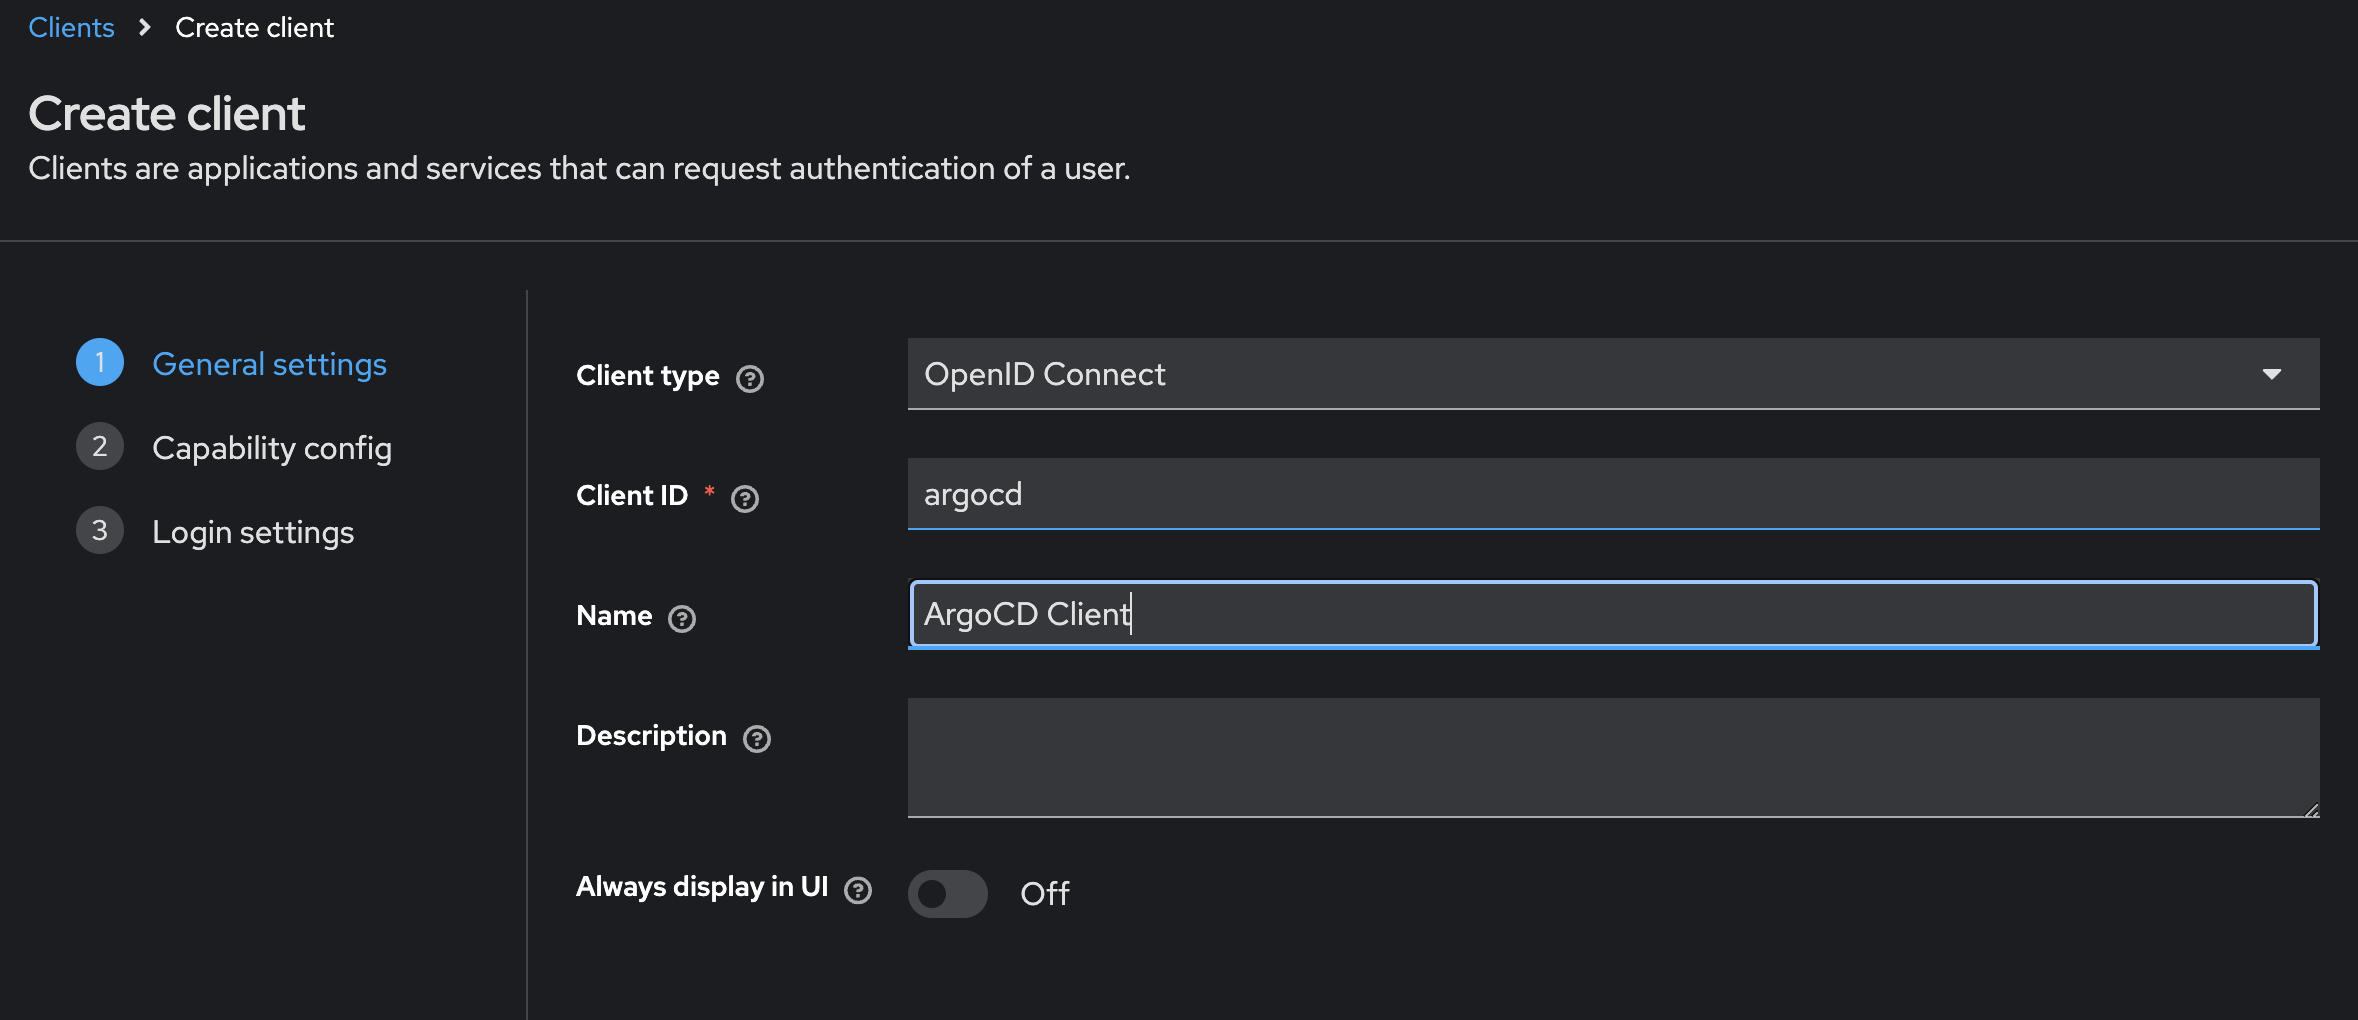 Clients > Create client
Create client
Clients are applications and services that can request authentication of a user.
1 General settings
2 Capability config
3 Login settings
Client type
OpenID Connect
Client ID *
argocd
Name
ArgoCD Client
Description
Always display in UI
Off